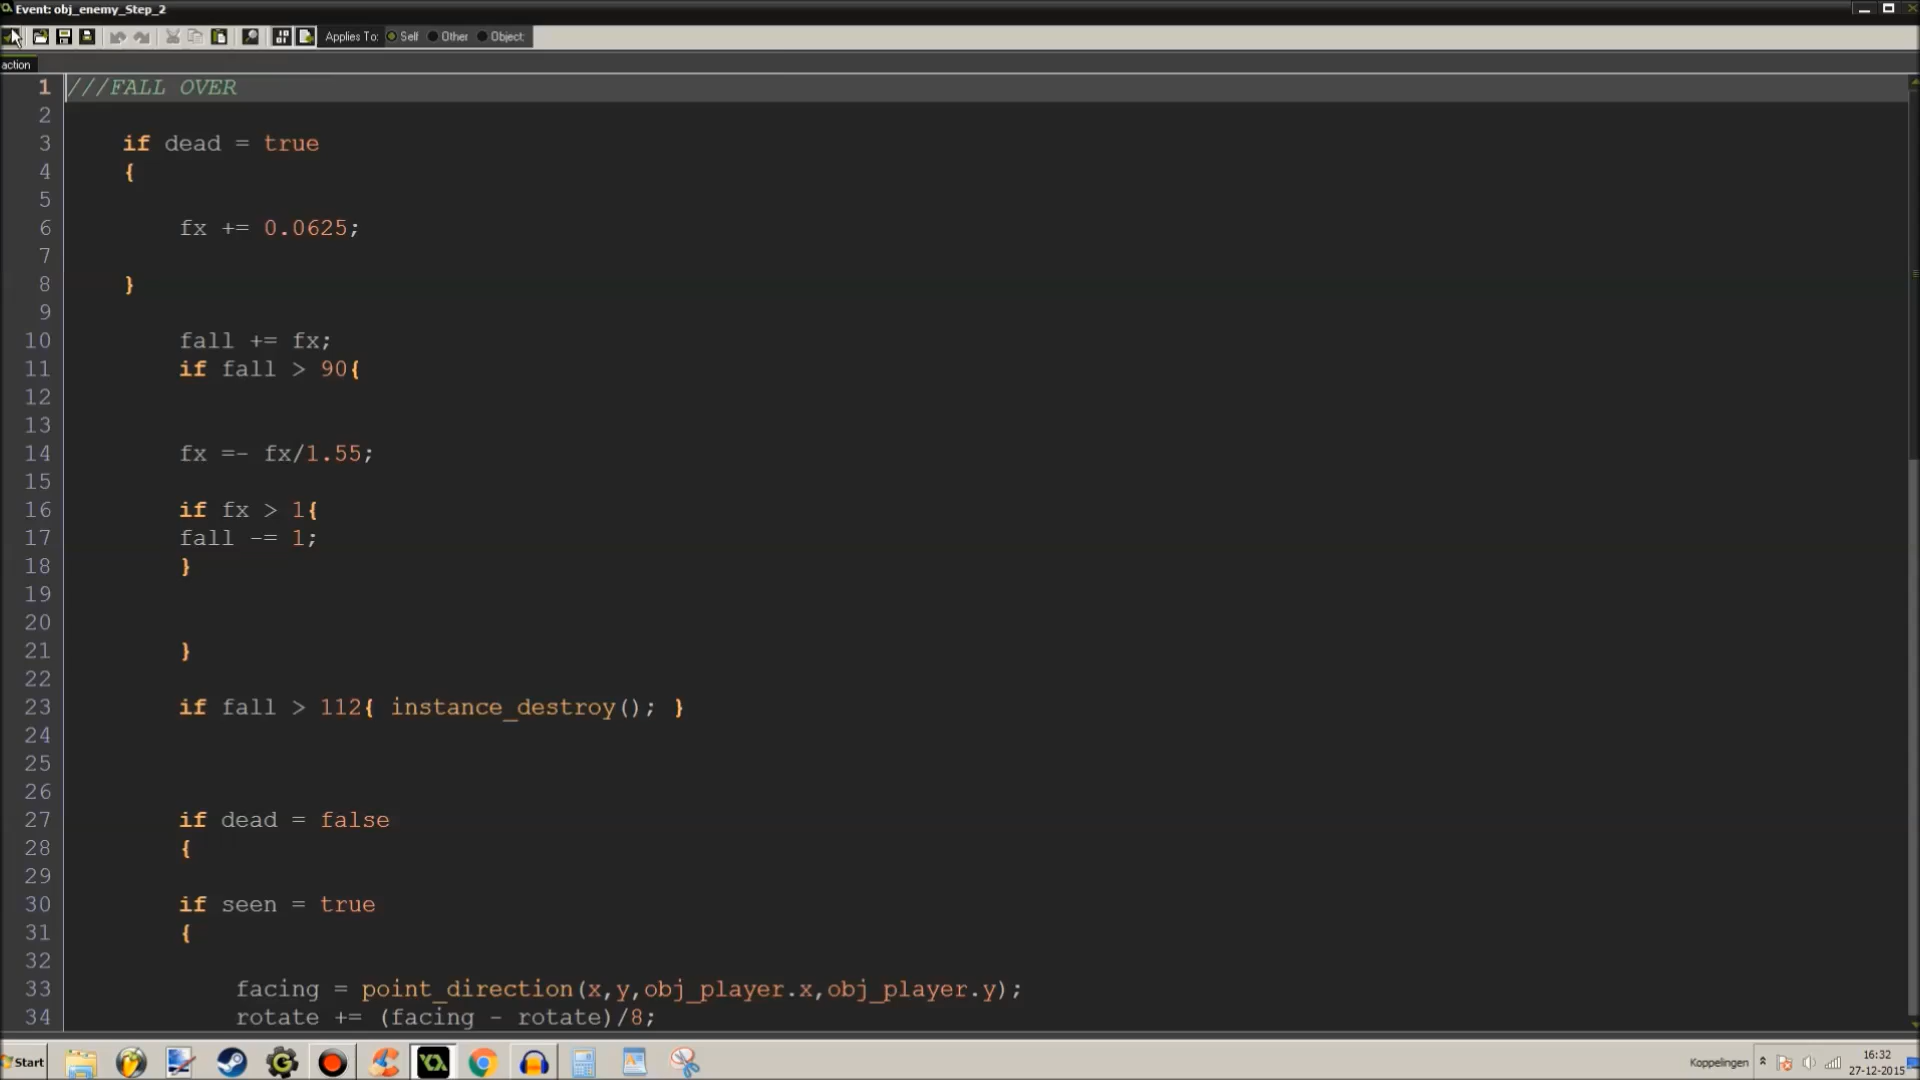 Event: obj_enemy_Step_2
Applies To: Self Other Object:
action
1 ///FALL OVER
2
3 if dead = true
4 {
5
6 fx += 0.0625;
7
8 }
9
10 fall += fx;
11 if fall > 90{
12
13
14 fx =- fx/1.55;
15
16 if fx > 1{
17 fall -= 1;
18 }
19
20
21 }
22
23 if fall > 112{ instance_destroy(); }
24
25
26
27 if dead = false
28 {
29
30 if seen = true
31 {
32
33 facing = point_direction(x,y,obj_player.x,obj_player.y);
34 rotate += (facing - rotate)/8;
Start
Koppelingen
16:32
27-12-2015